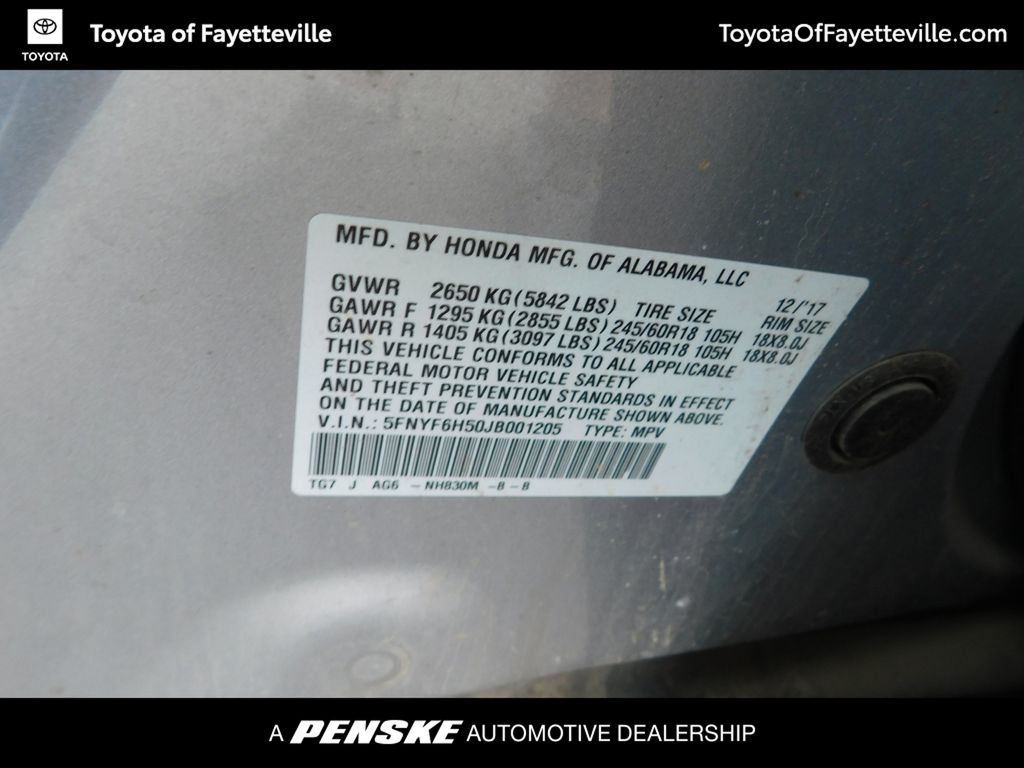 TOYOTA
Toyota of Fayetteville
ToyotaOfFayetteville.com
MFD. BY HONDA MFG. OF ALABAMA, LLC
12/'17
GVWR 2650 KG (5842 LBS) TIRE SIZE RIM SIZE
GAWR F 1295 KG (2855 LBS) 245/60R18 105H 18X8.0J
GAWR R 1405 KG (3097 LBS) 245/60R18 105H 18X8.0J
THIS VEHICLE CONFORMS TO ALL APPLICABLE
FEDERAL MOTOR VEHICLE SAFETY
AND THEFT PREVENTION STANDARDS IN EFFECT
ON THE DATE OF MANUFACTURE SHOWN ABOVE.
V.I.N.: 5FNYF6H50JB001205 TYPE: MPV
TG7 J AG6 - NH830M - 8 - 8
A PENSKE AUTOMOTIVE DEALERSHIP